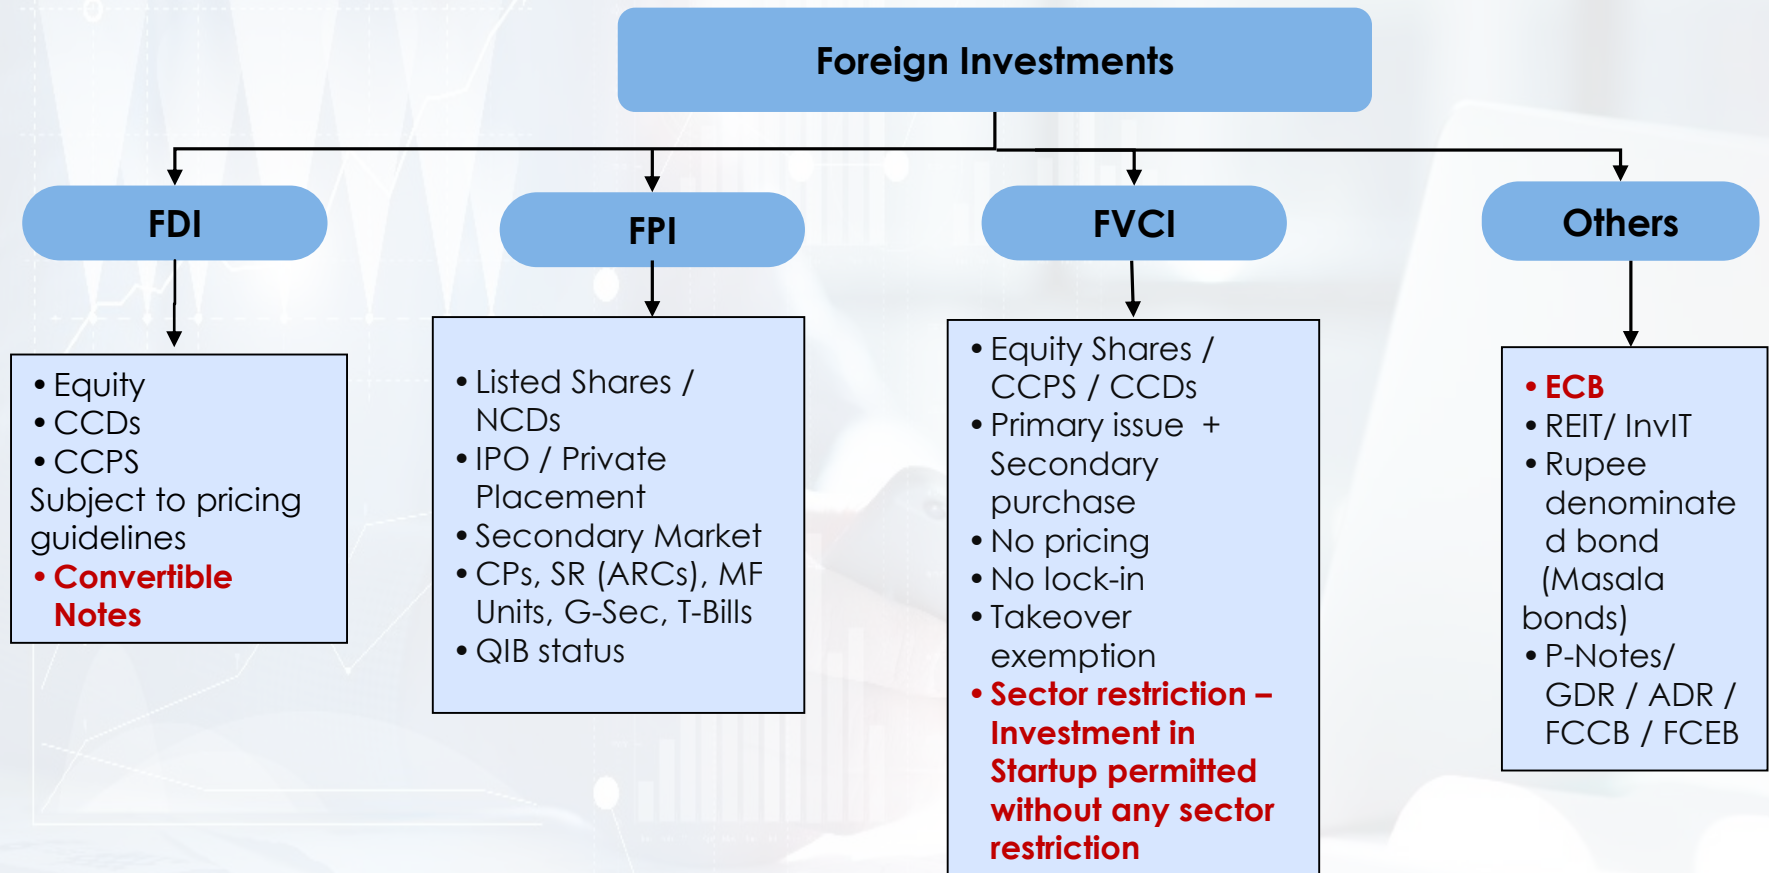 Foreign Investments
FDI
• Equity
• CCDs
• CCPS
Subject to pricing
guidelines
• Convertible
Notes
FPI
• Listed Shares /
NCDs
• IPO / Private
Placement
• Secondary Market
• CPs, SR (ARCs), MF
Units, G-Sec, T-Bills
• QIB status
FVCI
• Equity Shares /
CCPS / CCDs
• Primary issue +
Secondary
purchase
• No pricing
• No lock-in
• Takeover
exemption
• Sector restriction –
Investment in
Startup permitted
without any sector
restriction
Others
• ECB
• REIT/ InvIT
• Rupee
denominate
d bond
(Masala
bonds)
• P-Notes/
GDR / ADR /
FCCB / FCEB